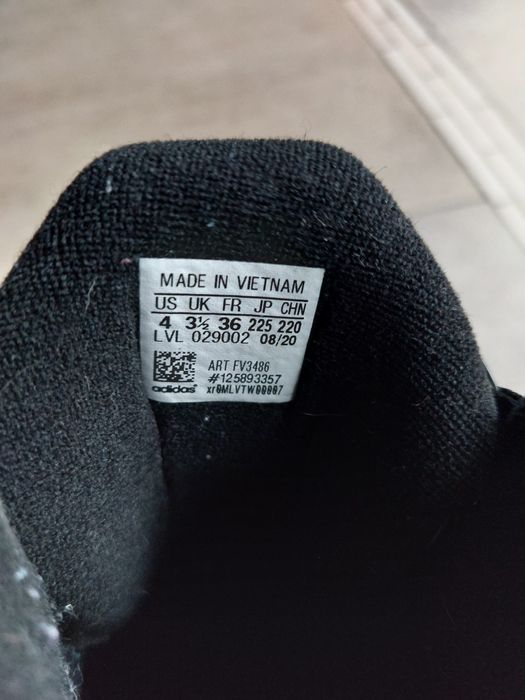 MADE IN VIETNAM
US UK FR JP CHN
4 3½ 36 225 220
LVL 029002 08/20
ART FV3486
#125893357
adidas xr0MLVTW00007